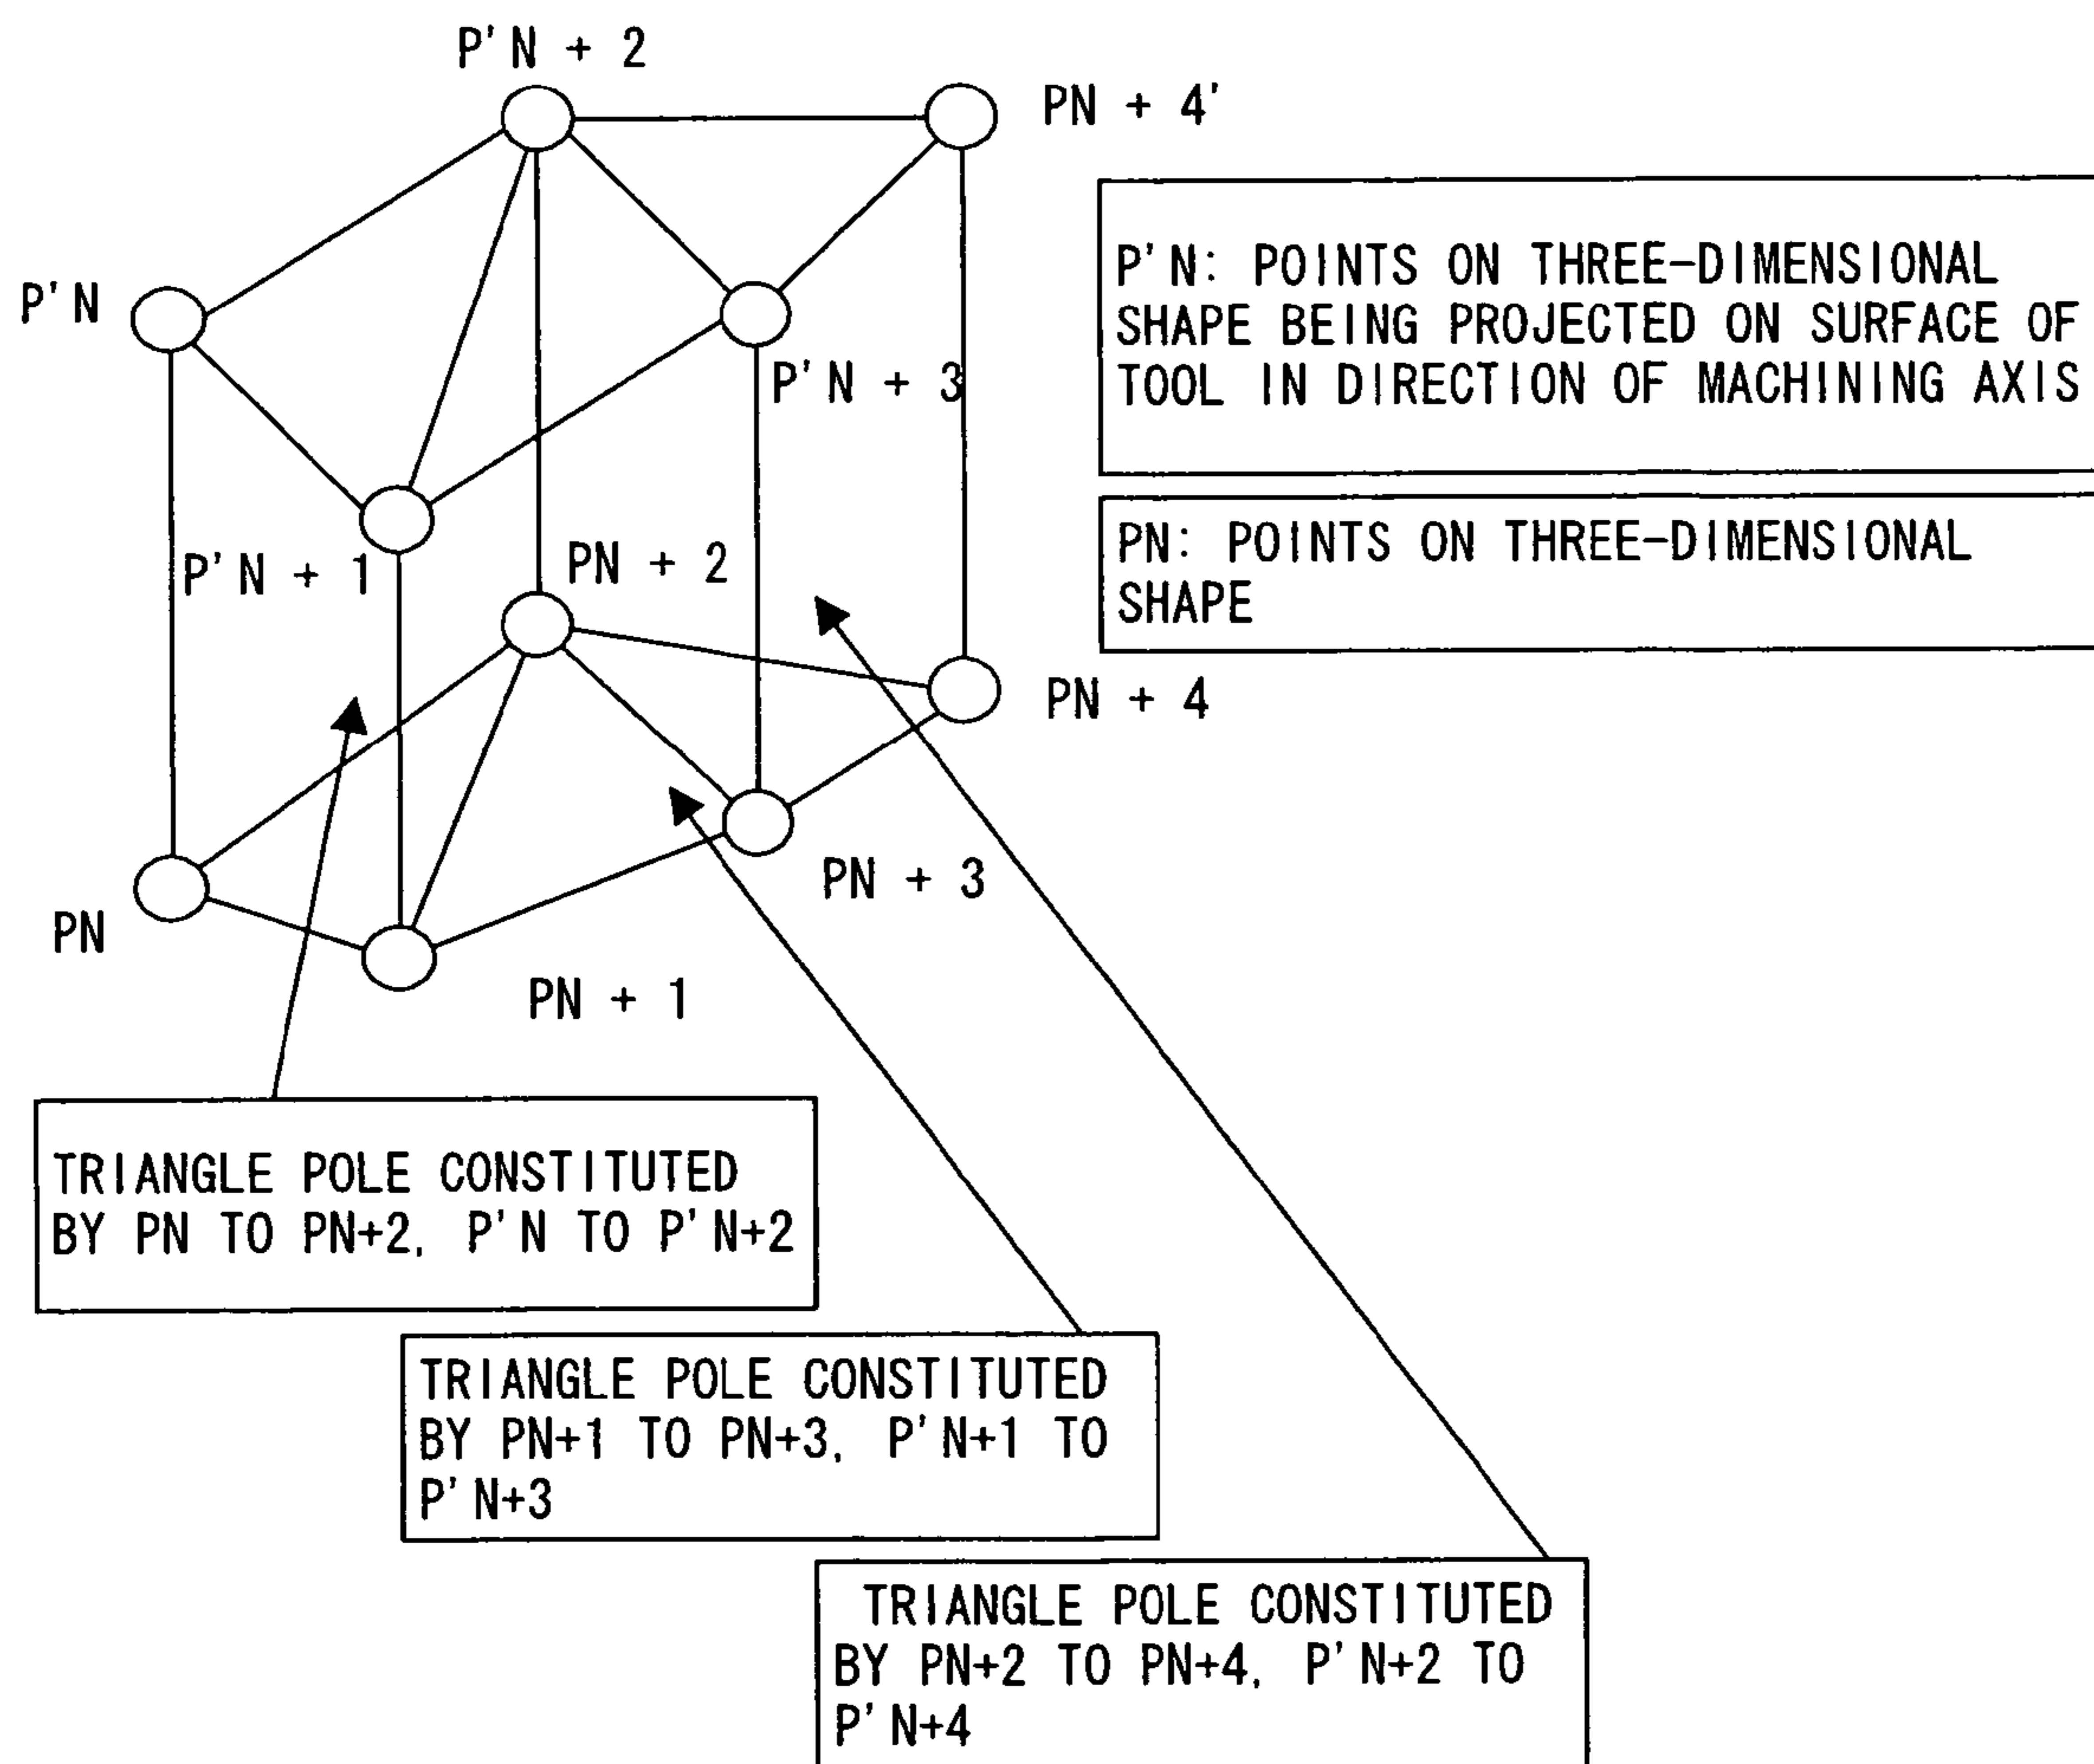 P'N + 2
PN + 4'
P'N
P'N + 3
P'N: POINTS ON THREE-DIMENSIONAL
SHAPE BEING PROJECTED ON SURFACE OF
TOOL IN DIRECTION OF MACHINING AXIS
P'N + 1
PN + 2
PN: POINTS ON THREE-DIMENSIONAL
SHAPE
PN + 4
PN + 3
PN
PN + 1
TRIANGLE POLE CONSTITUTED
BY PN TO PN+2, P'N TO P'N+2
TRIANGLE POLE CONSTITUTED
BY PN+1 TO PN+3, P'N+1 TO
P'N+3
TRIANGLE POLE CONSTITUTED
BY PN+2 TO PN+4, P'N+2 TO
P'N+4